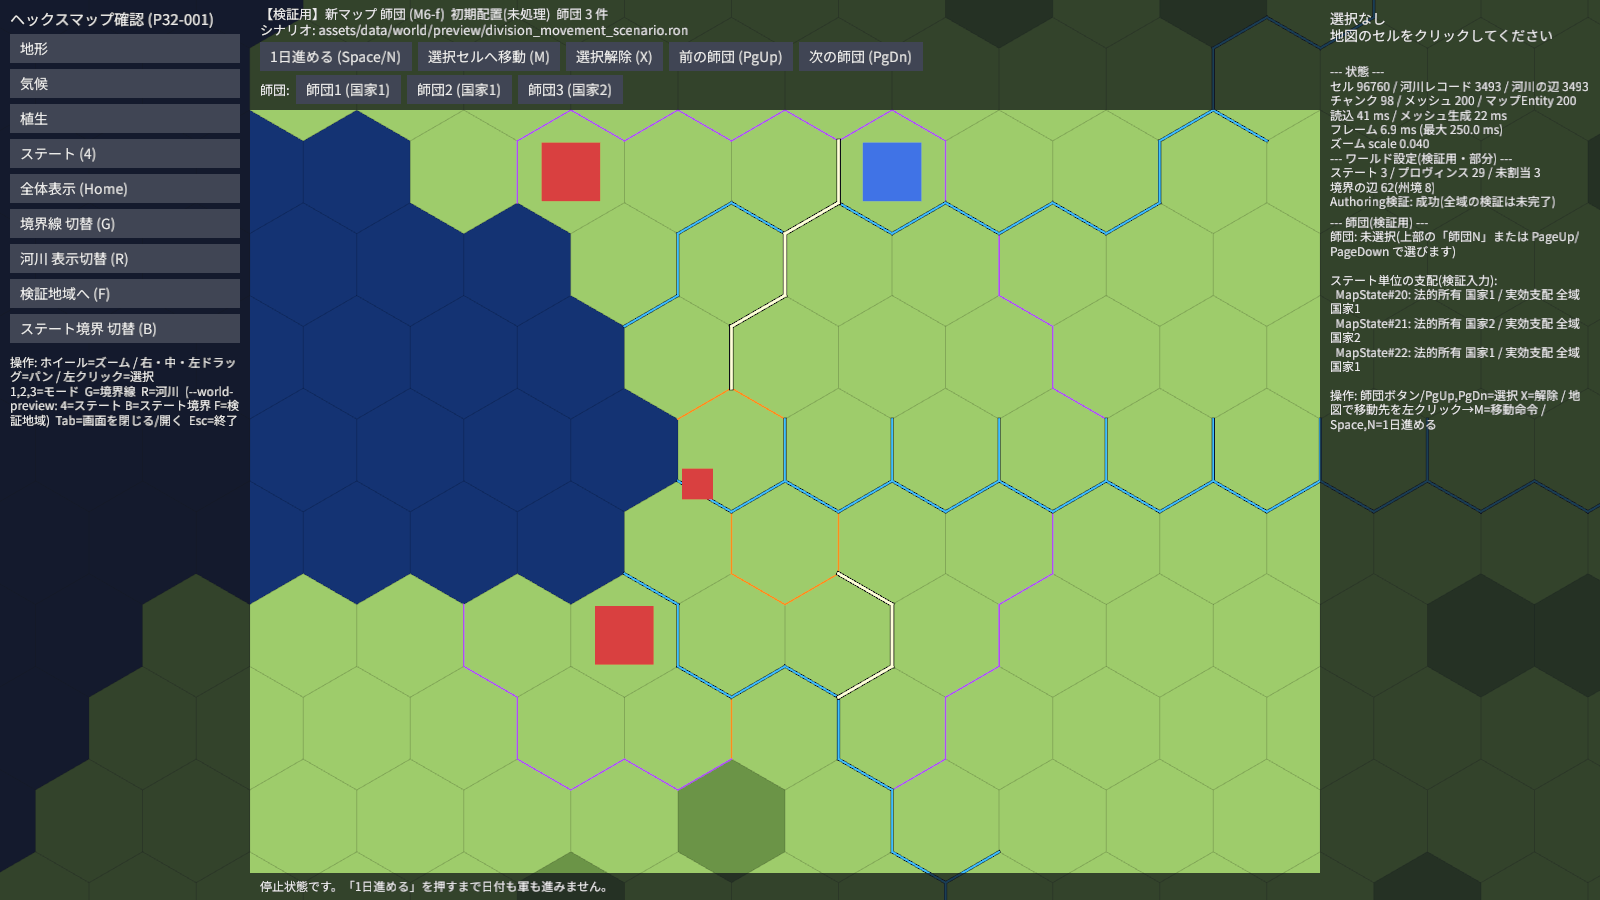 ヘックスマップ確認 (P32-001)
地形
気候
植生
ステート (4)
全体表示 (Home)
境界線 切替 (G)
河川 表示切替 (R)
検証地域へ (F)
ステート境界 切替 (B)
操作: ホイール=ズーム / 右・中・左ドラッ
グ=パン / 左クリック=選択
1,2,3=モード G=境界線 R=河川 (--world-
preview: 4=ステート B=ステート境界 F=検
証地域) Tab=画面を閉じる/開く Esc=終了
【検証用】新マップ 師団 (M6-f) 初期配置(未処理) 師団 3 件
シナリオ: assets/data/world/preview/division_movement_scenario.ron
1日進める (Space/N)
選択セルへ移動 (M)
選択解除 (X)
前の師団 (PgUp)
次の師団 (PgDn)
師団:
師団1 (国家1)
師団2 (国家1)
師団3 (国家2)
停止状態です。「1日進める」を押すまで日付も軍も進みません。
選択なし
地図のセルをクリックしてください
--- 状態 ---
セル 96760 / 河川レコード 3493 / 河川の辺 3493
チャンク 98 / メッシュ 200 / マップEntity 200
読込 41 ms / メッシュ生成 22 ms
フレーム 6.9 ms (最大 250.0 ms)
ズーム scale 0.040
--- ワールド設定(検証用・部分) ---
ステート 3 / プロヴィンス 29 / 未割当 3
境界の辺 62(州境 8)
Authoring検証: 成功(全域の検証は未完了)
--- 師団(検証用) ---
師団: 未選択(上部の「師団N」または PageUp/
PageDown で選びます)
ステート単位の支配(検証入力):
MapState#20: 法的所有 国家1 / 実効支配 全域
国家1
MapState#21: 法的所有 国家2 / 実効支配 全域
国家2
MapState#22: 法的所有 国家1 / 実効支配 全域
国家1
操作: 師団ボタン/PgUp,PgDn=選択 X=解除 / 地
図で移動先を左クリック→M=移動命令 /
Space,N=1日進める